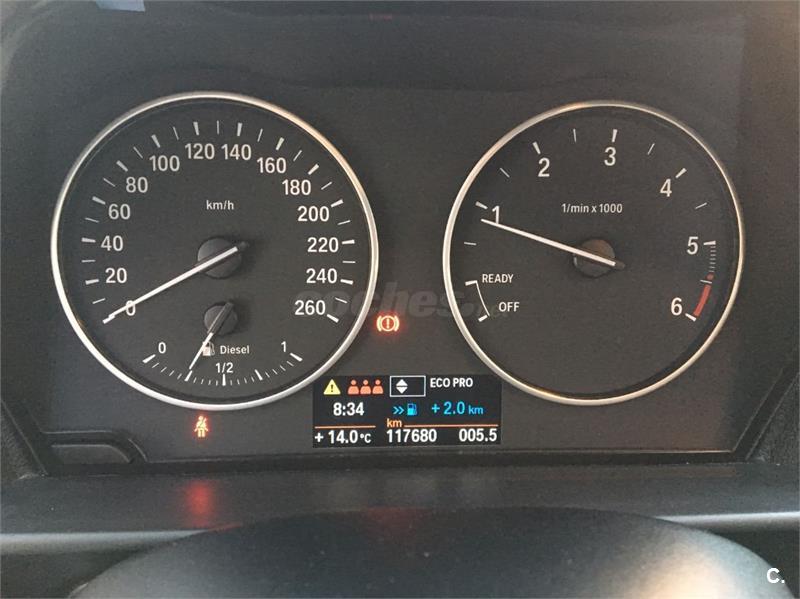 0 20 40 60 80 100 120 140 160 180 200 220 240 260
km/h
0 1/2 1
Diesel
1 2 3 4 5 6
1/min x 1000
READY
OFF
ECO PRO
8:34 + 2.0 km
km
+ 14.0 °C 117680 005.5
C.